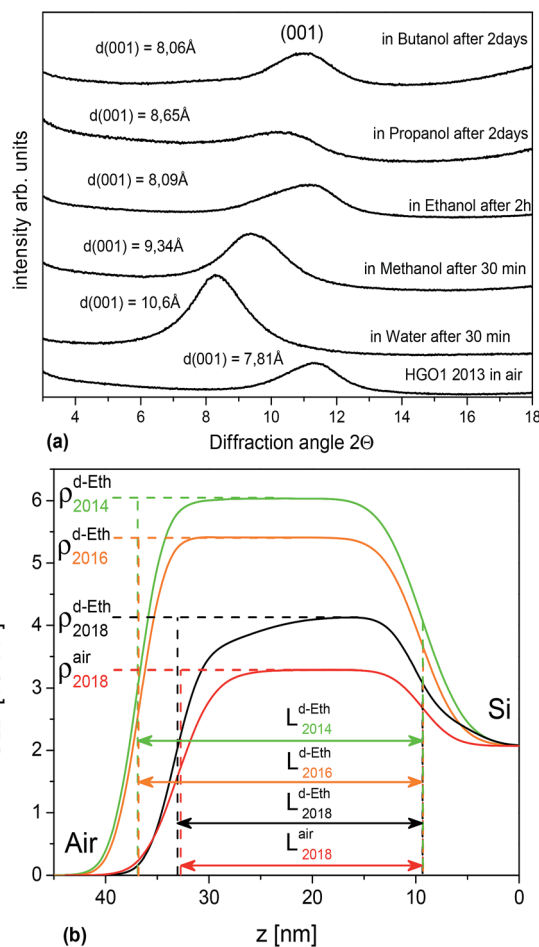 (001)
d(001) = 8,06Å
in Butanol after 2days
d(001) = 8,65Å
in Propanol after 2days
d(001) = 8,09Å
in Ethanol after 2h
d(001) = 9,34Å
in Methanol after 30 min
d(001) = 10,6Å
in Water after 30 min
d(001) = 7,81Å
HGO1 2013 in air
intensity arb. units
4 6 8 10 12 14 16 18
(a)
Diffraction angle 2Θ
6
5
4
3
2
1
0
ρ d-Eth 2014
ρ d-Eth 2016
ρ d-Eth 2018
ρ air 2018
Si
L d-Eth 2014
L d-Eth 2016
L d-Eth 2018
L air 2018
Air
40 30 20 10 0
(b)
z [nm]